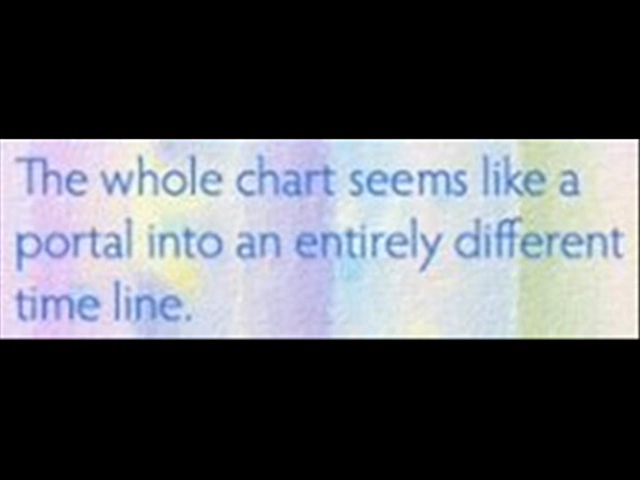 The whole chart seems like a
portal into an entirely different
time line.